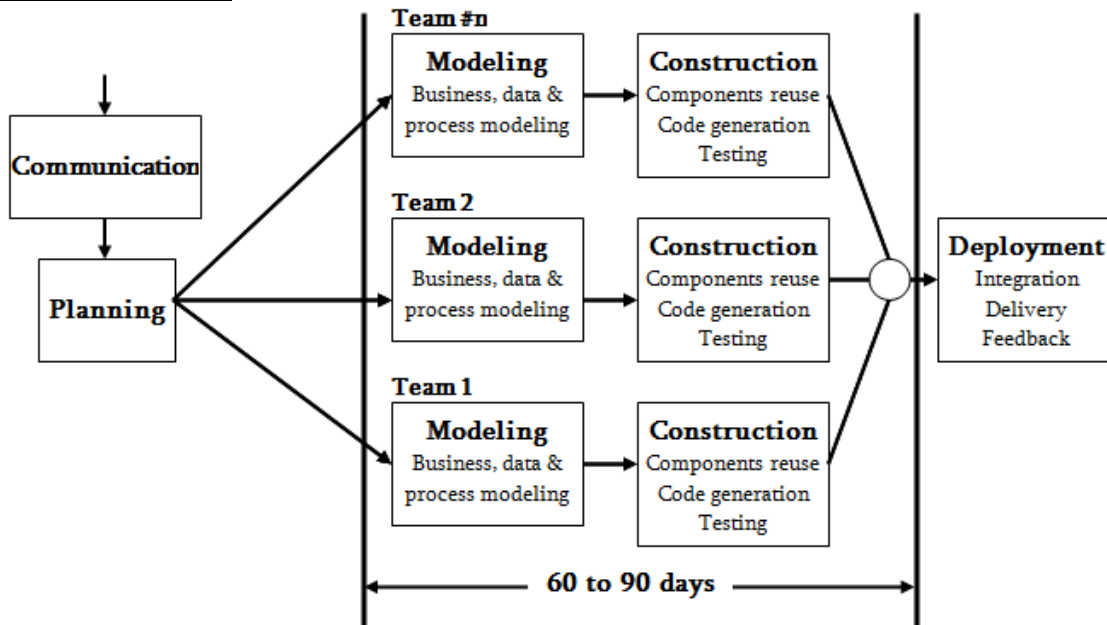 Communication
Planning
Team #n
Modeling
Business, data &
process modeling
Construction
Components reuse
Code generation
Testing
Team 2
Modeling
Business, data &
process modeling
Construction
Components reuse
Code generation
Testing
Team 1
Modeling
Business, data &
process modeling
Construction
Components reuse
Code generation
Testing
Deployment
Integration
Delivery
Feedback
60 to 90 days